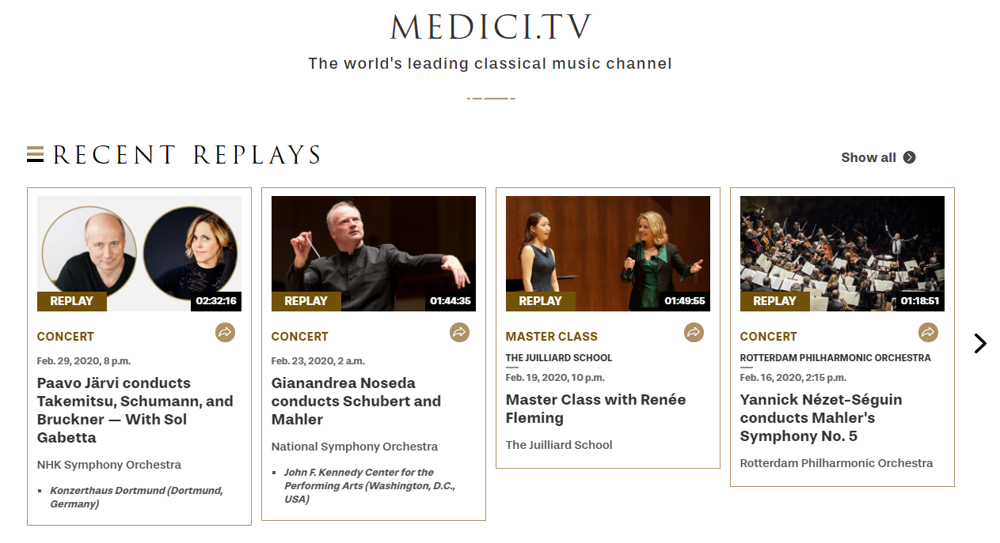 MEDICI.TV
The world's leading classical music channel
RECENT REPLAYS
Show all
REPLAY
02:32:16
CONCERT
Feb. 29, 2020, 8 p.m.
Paavo Järvi conducts
Takemitsu, Schumann, and
Bruckner — With Sol
Gabetta
NHK Symphony Orchestra
Konzerthaus Dortmund (Dortmund,
Germany)
REPLAY
01:44:35
CONCERT
Feb. 23, 2020, 2 a.m.
Gianandrea Noseda
conducts Schubert and
Mahler
National Symphony Orchestra
John F. Kennedy Center for the
Performing Arts (Washington, D.C.,
USA)
REPLAY
01:49:55
MASTER CLASS
THE JUILLIARD SCHOOL
Feb. 19, 2020, 10 p.m.
Master Class with Renée
Fleming
The Juilliard School
REPLAY
01:18:51
CONCERT
ROTTERDAM PHILHARMONIC ORCHESTRA
Feb. 16, 2020, 2:15 p.m.
Yannick Nézet-Séguin
conducts Mahler's
Symphony No. 5
Rotterdam Philharmonic Orchestra